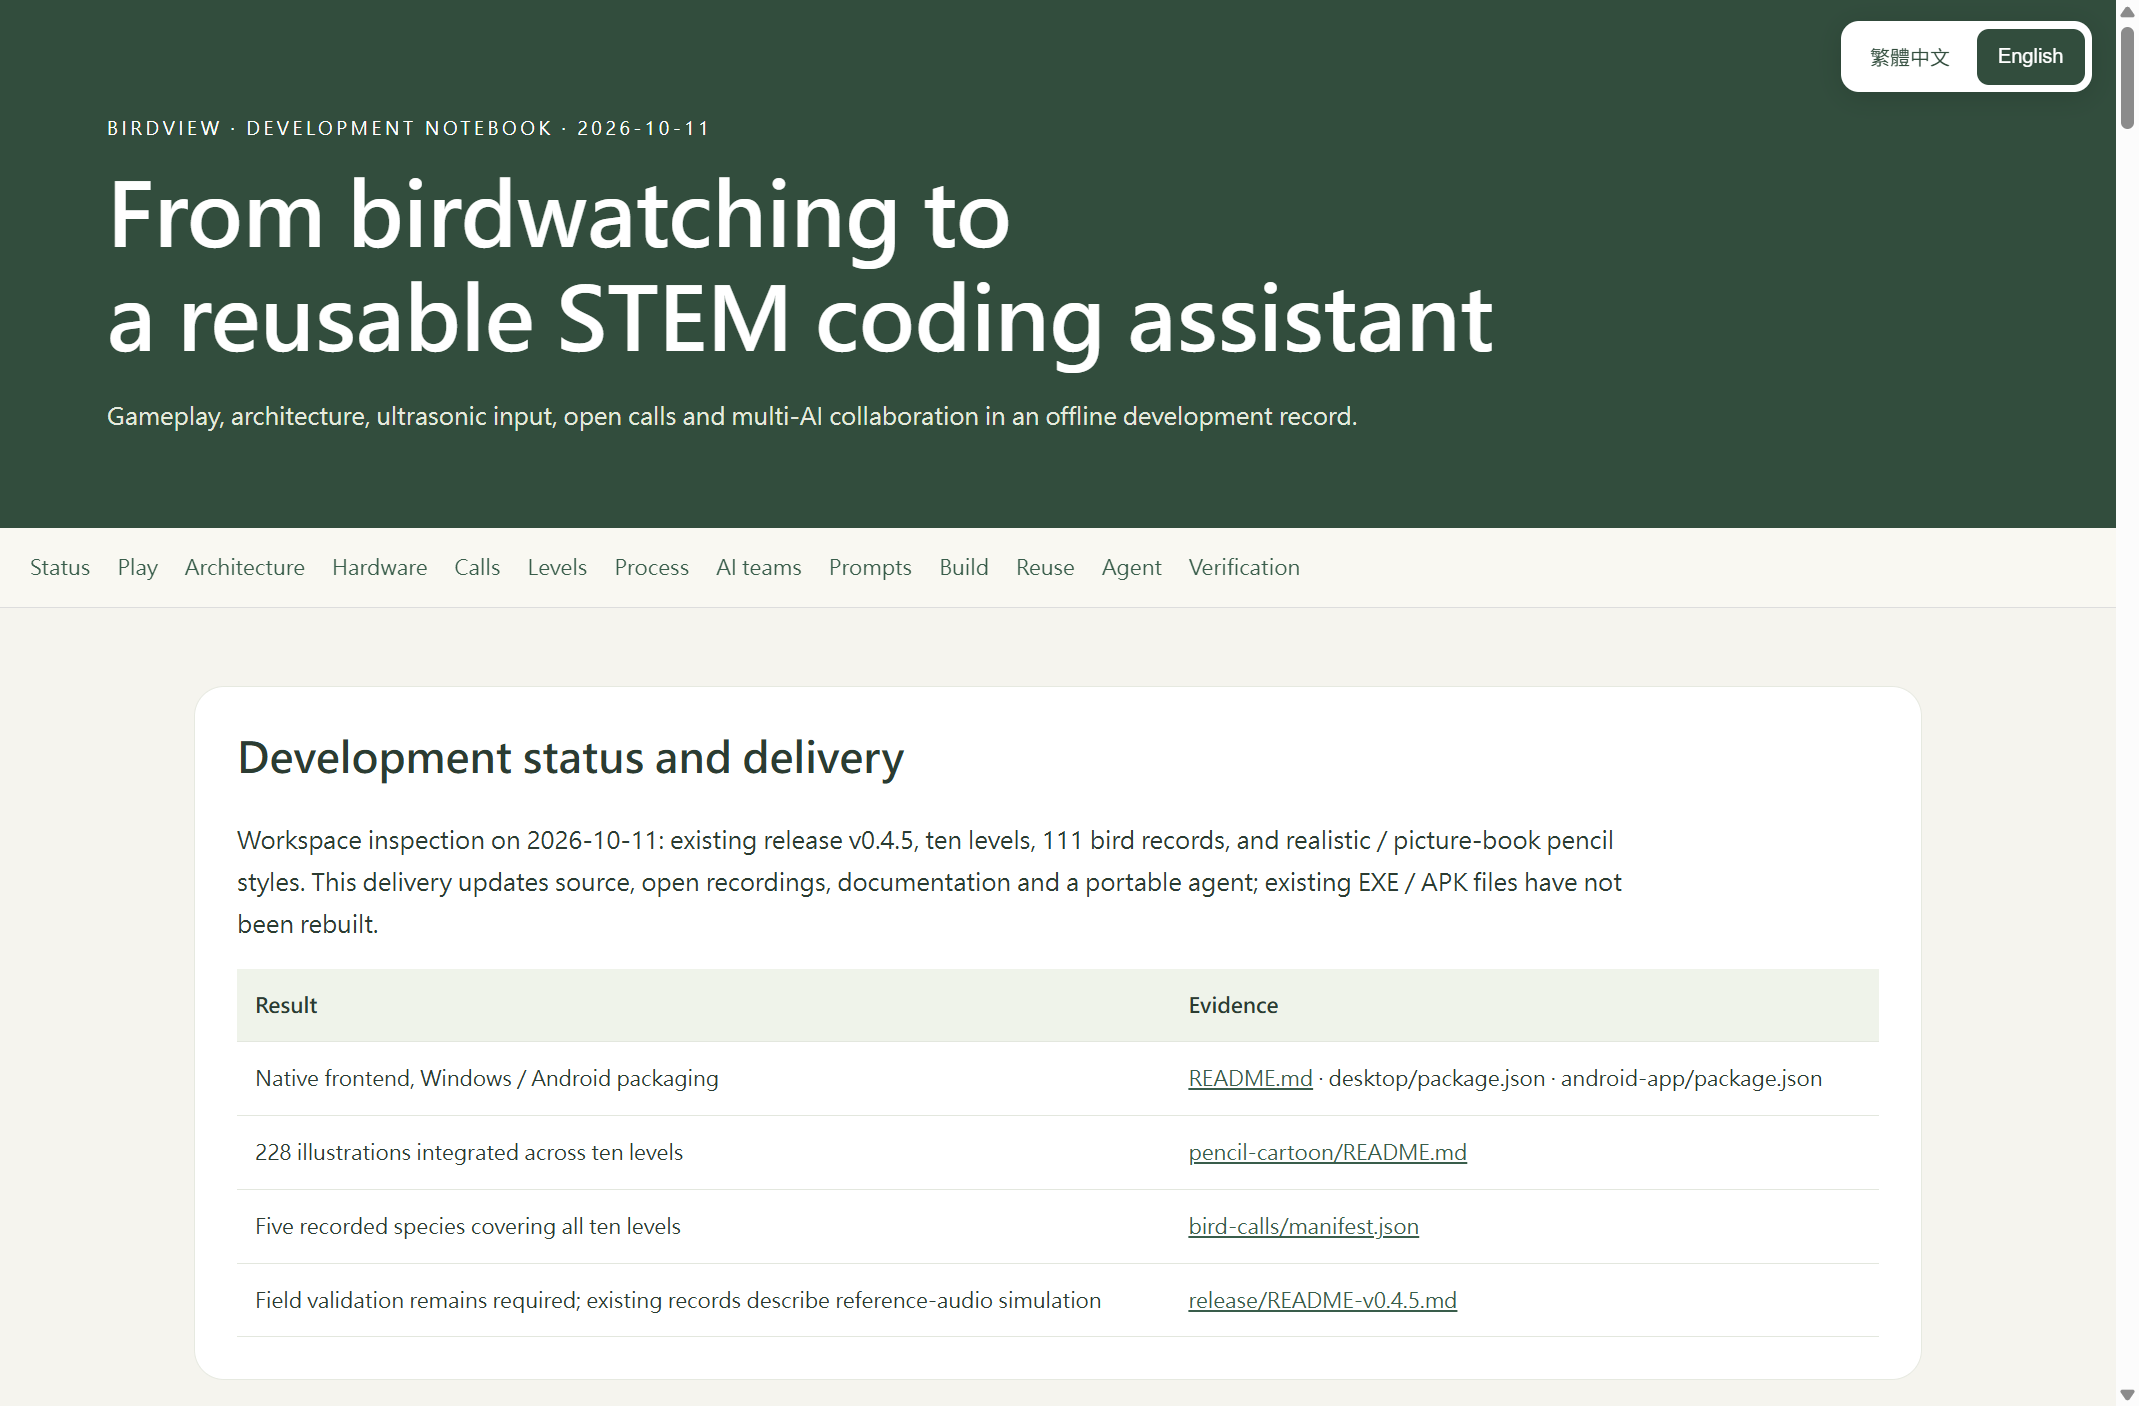 繁體中文 English
BIRDVIEW · DEVELOPMENT NOTEBOOK · 2026-10-11
From birdwatching to
a reusable STEM coding assistant
Gameplay, architecture, ultrasonic input, open calls and multi-AI collaboration in an offline development record.
Status Play Architecture Hardware Calls Levels Process AI teams Prompts Build Reuse Agent Verification
Development status and delivery
Workspace inspection on 2026-10-11: existing release v0.4.5, ten levels, 111 bird records, and realistic / picture-book pencil
styles. This delivery updates source, open recordings, documentation and a portable agent; existing EXE / APK files have not
been rebuilt.
Result Evidence
Native frontend, Windows / Android packaging README.md · desktop/package.json · android-app/package.json
228 illustrations integrated across ten levels pencil-cartoon/README.md
Five recorded species covering all ten levels bird-calls/manifest.json
Field validation remains required; existing records describe reference-audio simulation release/README-v0.4.5.md